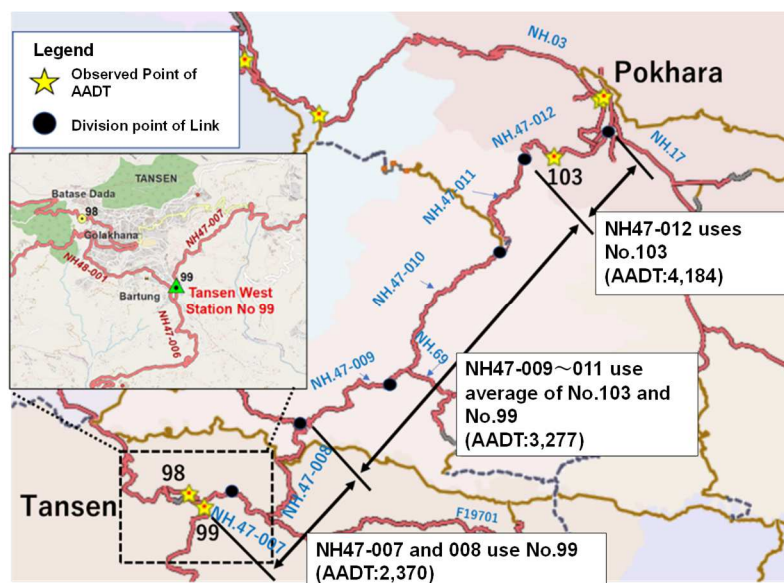 Legend
Observed Point of
AADT
Division point of Link
NH.03
Pokhara
NH.47-012
NH.17
103
NH.47-011
TANSEN
Batase Dada
98
NH47-007
Golakhana
NH48-001
99
Bartung
Tansen West
Station No 99
NH47-006
NH47-012 uses
No.103
(AADT:4,184)
NH.47-010
NH.69
NH.47-009
NH47-009～011 use
average of No.103 and
No.99
(AADT:3,277)
NH.47-008
98
Tansen
99
NH.47-007
F19701
NH47-007 and 008 use No.99
(AADT:2,370)